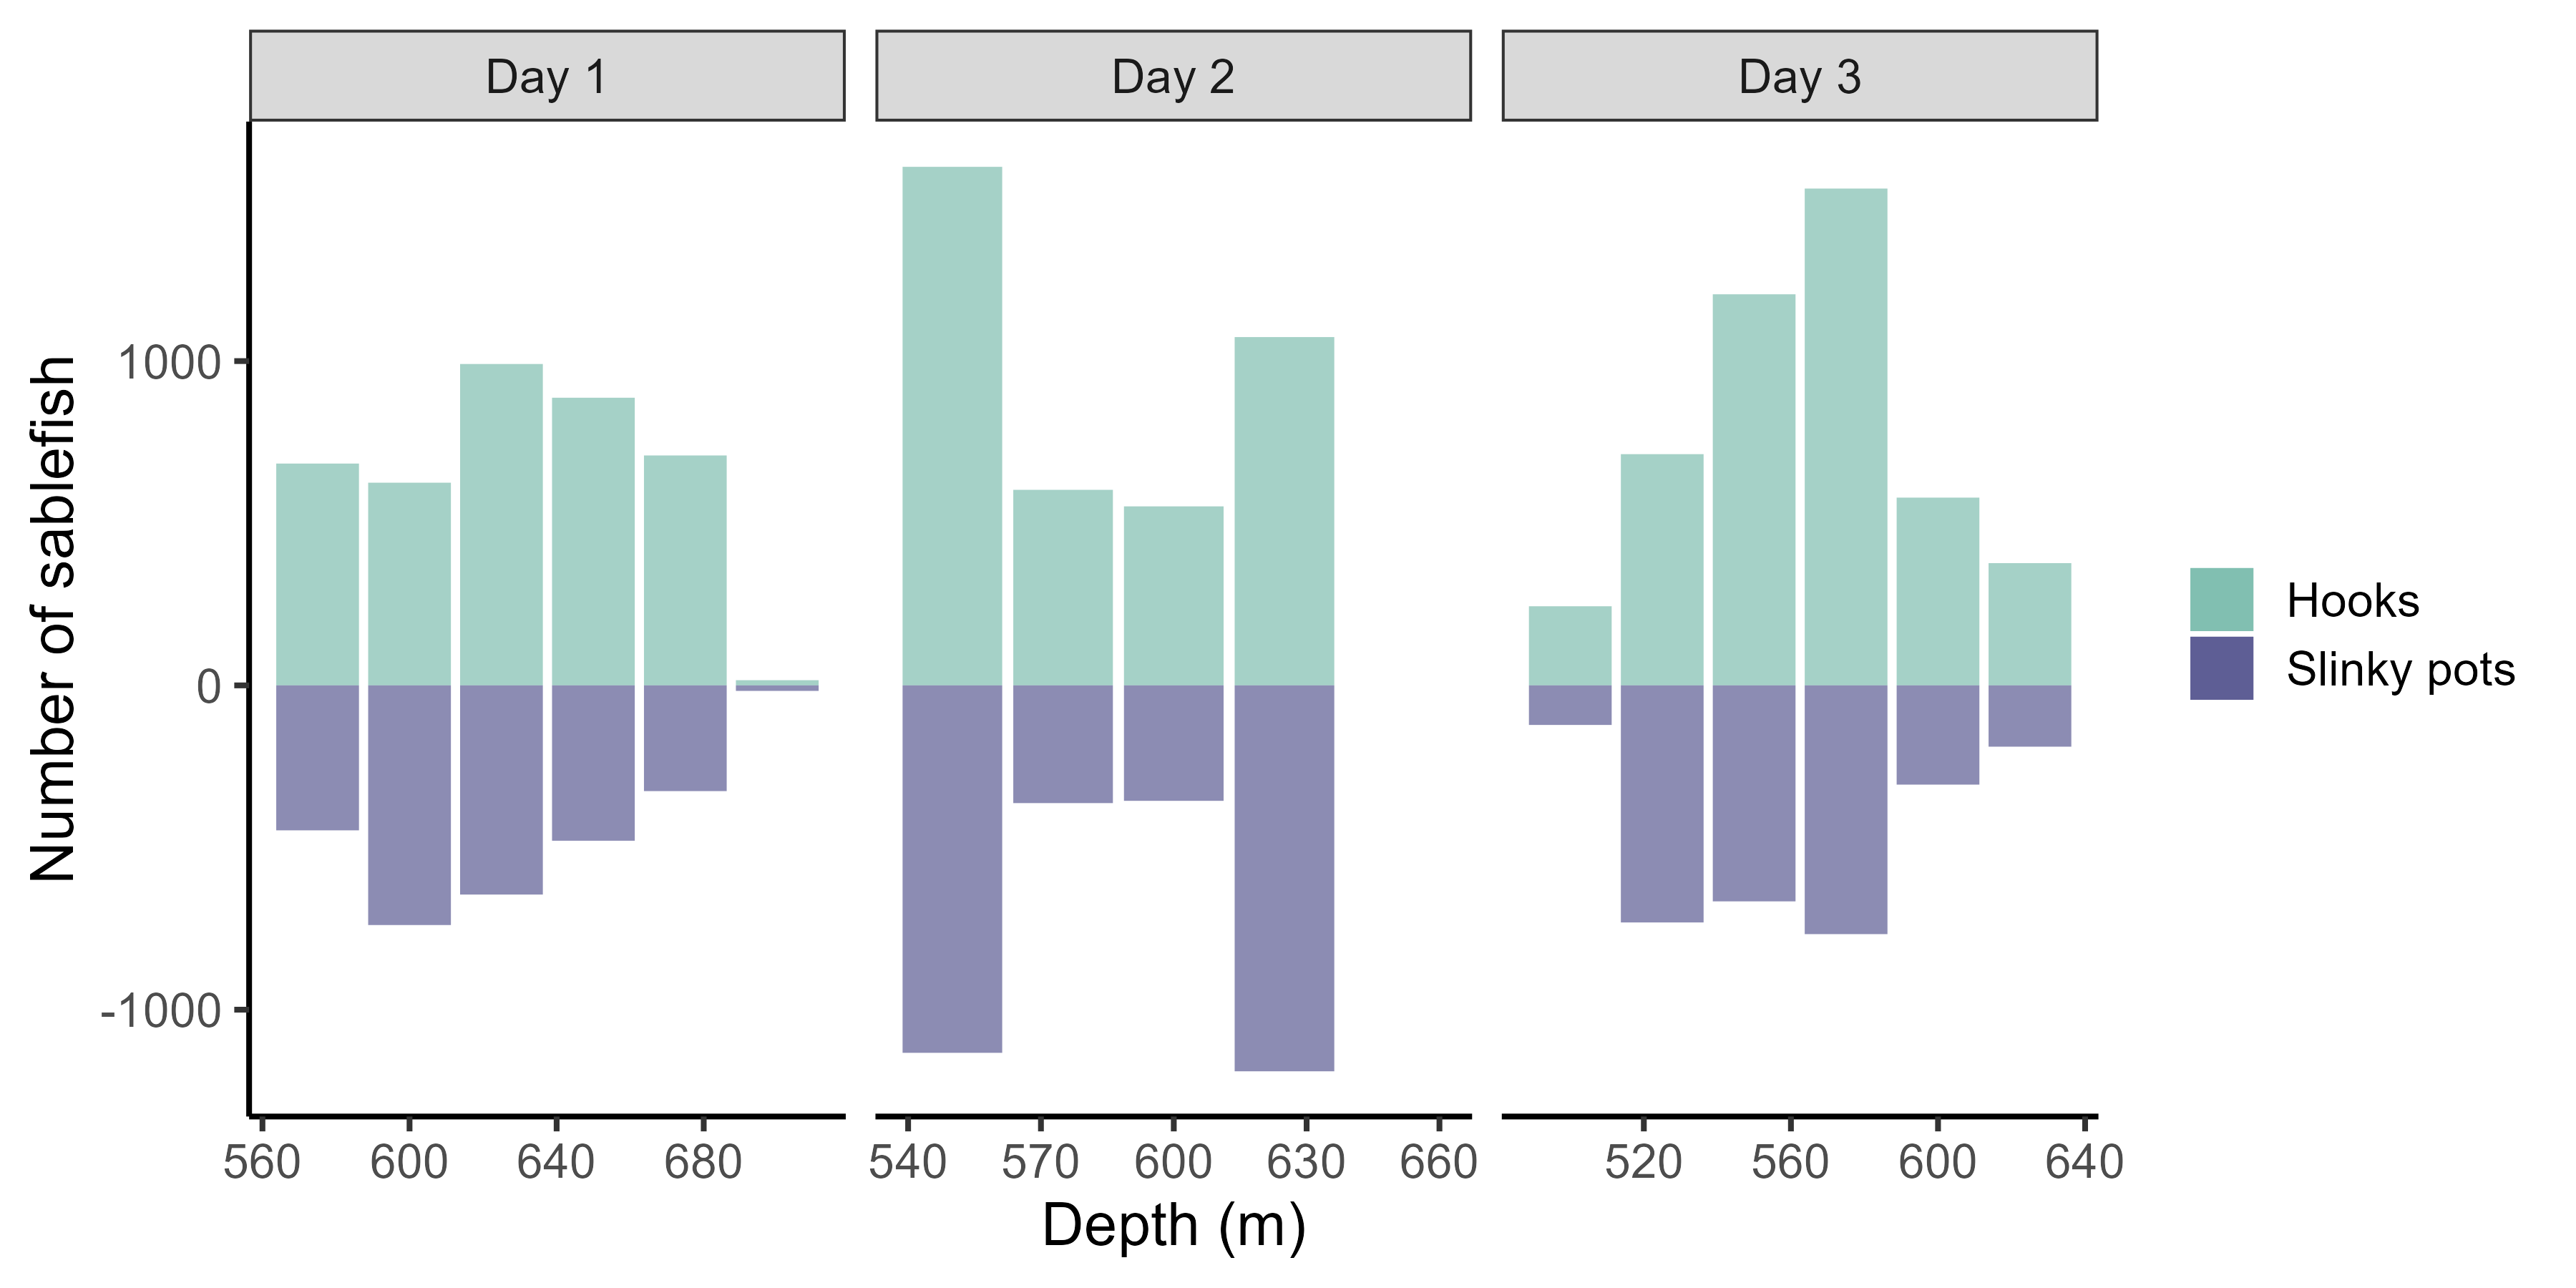 Day 1
Day 2
Day 3
Number of sablefish
1000
0
-1000
560 600 640 680
540 570 600 630 660
520 560 600 640
Depth (m)
Hooks
Slinky pots